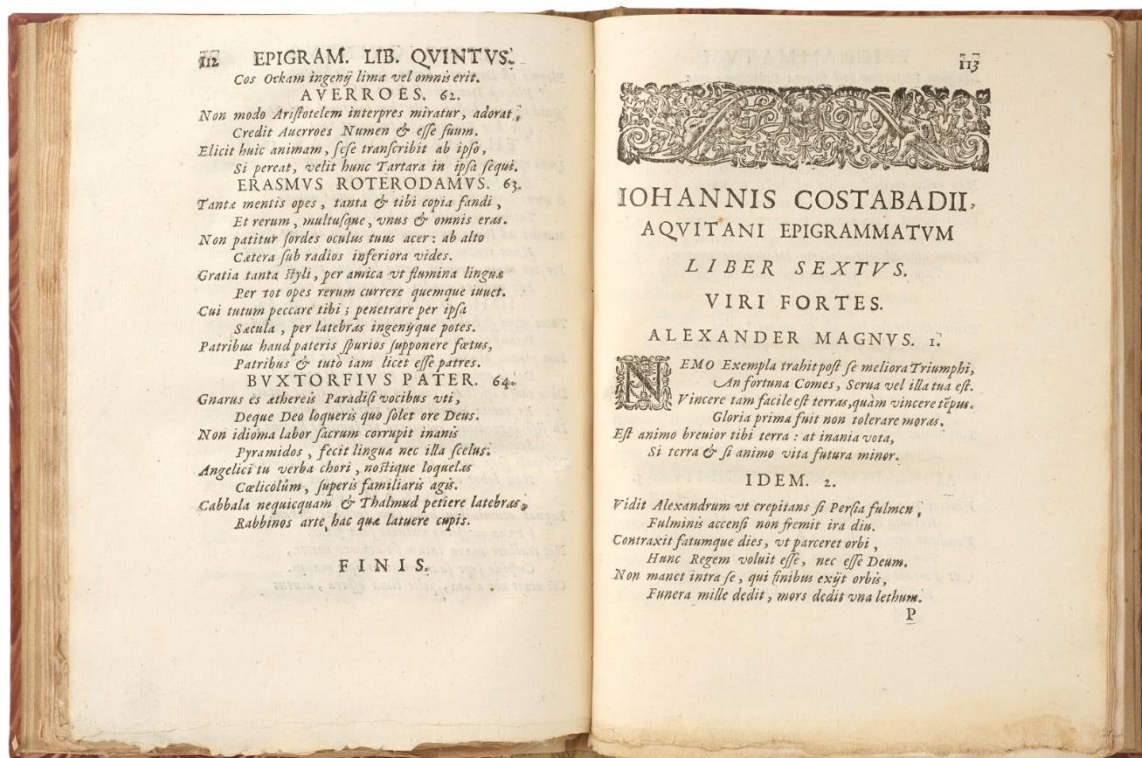 112 EPIGRAM. LIB. QVINTVS.
Cos Ockam ingenij lima vel omnis erit.
AVERROES. 62.
Non modo Aristotelem interpres miratur, adorat,
Credit Auerroes Numen & esse suum.
Elicit huic animam, sese transcribit ab ipso,
Si pereat, velit hunc Tartara in ipsa sequi.
ERASMVS ROTERODAMVS. 63.
Tantæ mentis opes, tanta & tibi copia fandi,
Et rerum, multusque, vnus & omnis eras.
Non patitur sordes oculus tuus acer: ab alto
Cætera sub radios inferiora vides.
Gratia tanta styli, per amica vt flumina linguæ
Per tot opes rerum currere quemque iuuet.
Cui tutum peccare tibi; penetrare per ipsa
Sæcula, per latebras ingenijque potes.
Patribus haud pateris spurios supponere fœtus,
Patribus & tutò iam licet esse patres.
BVXTORFIVS PATER. 64.
Gnarus es æthereis Paradisi vocibus vti,
Deque Deo loqueris quo solet ore Deus.
Non idioma labor sacrum corrupit inanis
Pyramidos, fecit lingua nec illa scelus.
Angelici tu verba chori, nostique loquelas
Cœlicolûm, superis familiaris agis.
Cabbala nequicquam & Thalmud petiere latebras,
Rabbinos arte hac quæ latuere cupis.
FINIS.
113
IOHANNIS COSTABADII,
AQVITANI EPIGRAMMATVM
LIBER SEXTVS.
VIRI FORTES.
ALEXANDER MAGNVS. 1.
NEMO Exempla trahit post se meliora Triumphi,
An fortuna Comes, Serua vel illa tua est.
Vincere tam facile est terras, quàm vincere tẽpus.
Gloria prima fuit non tolerare moras.
Est animo breuior tibi terra: at inania vota,
Si terra & si animo vita futura minor.
IDEM. 2.
Vidit Alexandrum vt crepitans si Persia fulmen,
Fulminis accensi non fremit ira diu.
Contraxit fatumque dies, vt parceret orbi,
Hunc Regem voluit esse, nec esse Deum.
Non manet intra se, qui finibus exijt orbis,
Funera mille dedit, mors dedit vna lethum.
P